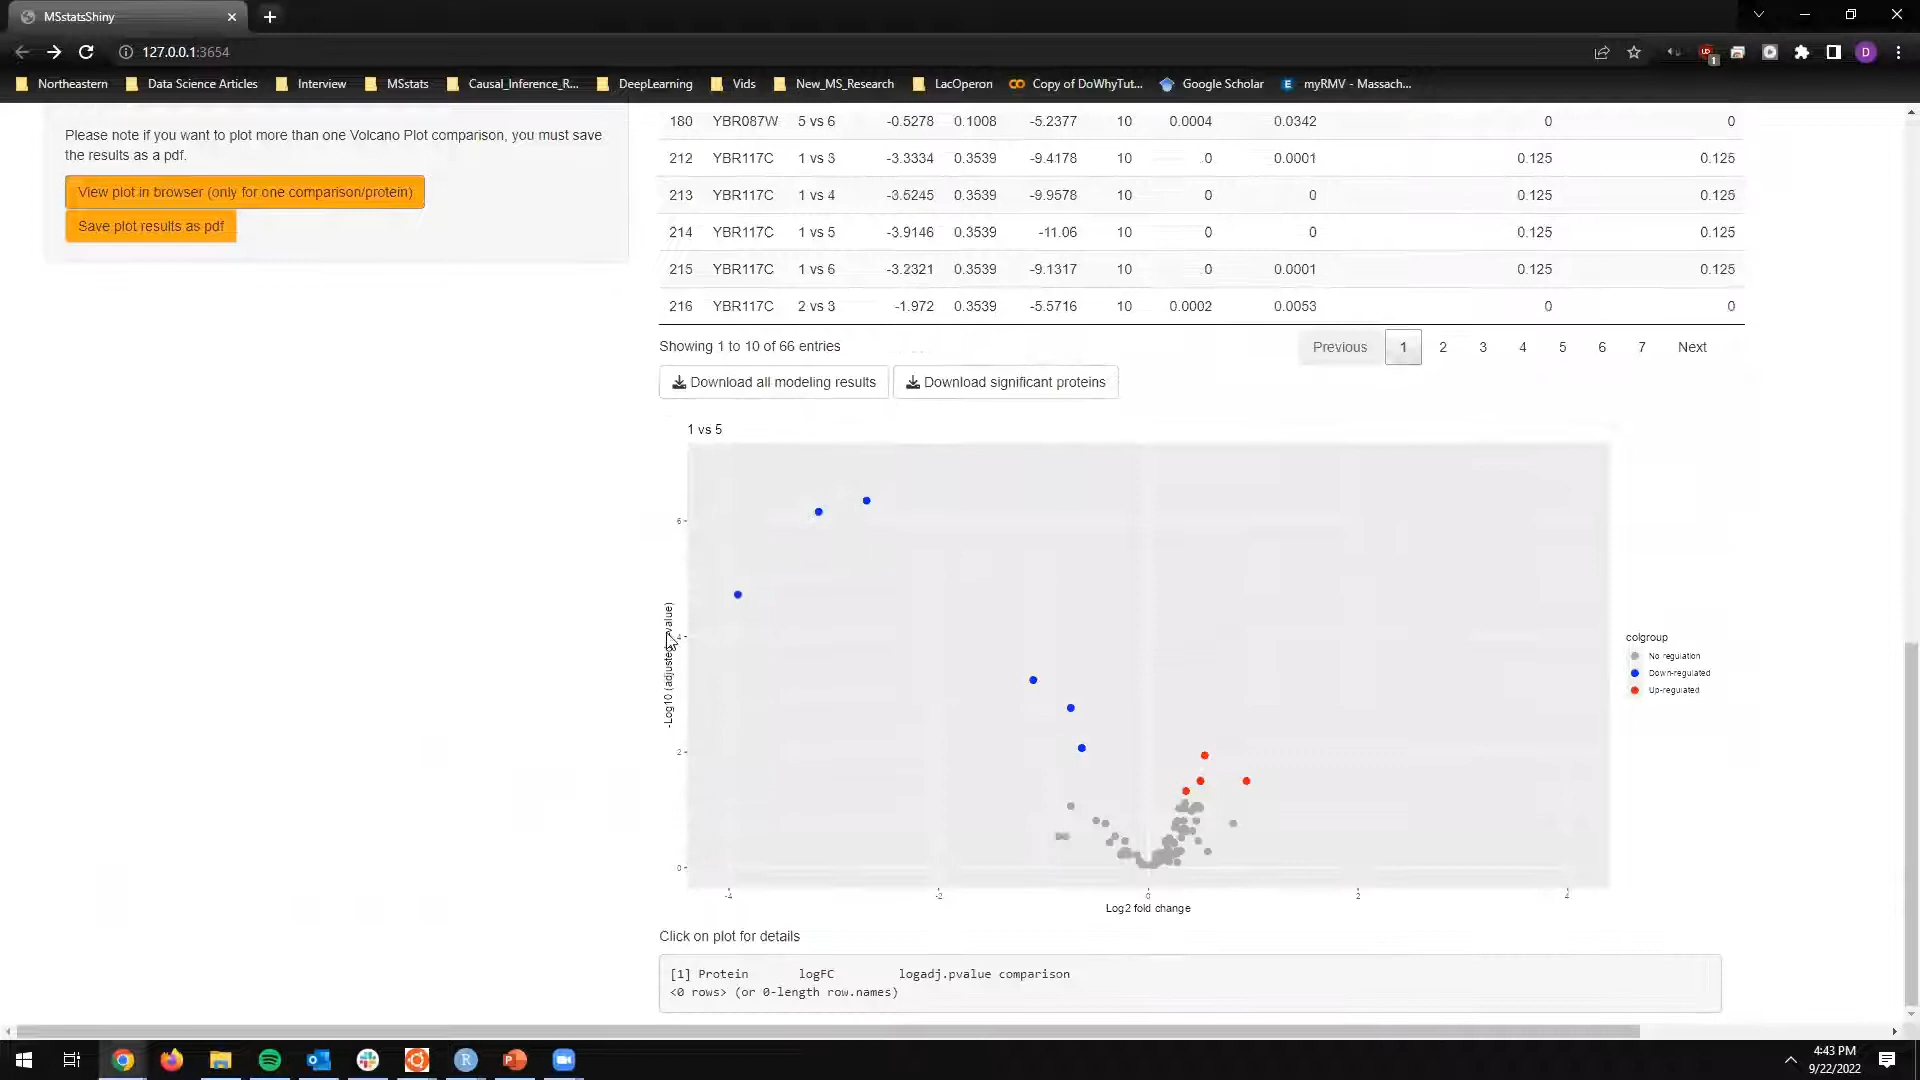 MSstatsShiny
127.0.0.1:3654
Northeastern Data Science Articles Interview MSstats Causal_Inference_R... DeepLearning Vids New_MS_Research LacOperon Copy of DoWhyTut... Google Scholar myRMV - Massach...
Please note if you want to plot more than one Volcano Plot comparison, you must save
the results as a pdf.
View plot in browser (only for one comparison/protein)
Save plot results as pdf
180 YBR087W 5 vs 6 -0.5278 0.1008 -5.2377 10 0.0004 0.0342 0 0
212 YBR117C 1 vs 3 -3.3334 0.3539 -9.4178 10 0 0.0001 0.125 0.125
213 YBR117C 1 vs 4 -3.5245 0.3539 -9.9578 10 0 0 0.125 0.125
214 YBR117C 1 vs 5 -3.9146 0.3539 -11.06 10 0 0 0.125 0.125
215 YBR117C 1 vs 6 -3.2321 0.3539 -9.1317 10 0 0.0001 0.125 0.125
216 YBR117C 2 vs 3 -1.972 0.3539 -5.5716 10 0.0002 0.0053 0 0
Showing 1 to 10 of 66 entries
Previous 1 2 3 4 5 6 7 Next
Download all modeling results Download significant proteins
1 vs 5
6
4
2
0
-Log10 (adjusted
-4 -2 0 2 4
Log2 fold change
colgroup
No regulation
Down-regulated
Up-regulated
Click on plot for details
[1] Protein logFC logadj.pvalue comparison
<0 rows> (or 0-length row.names)
4:43 PM
9/22/2022